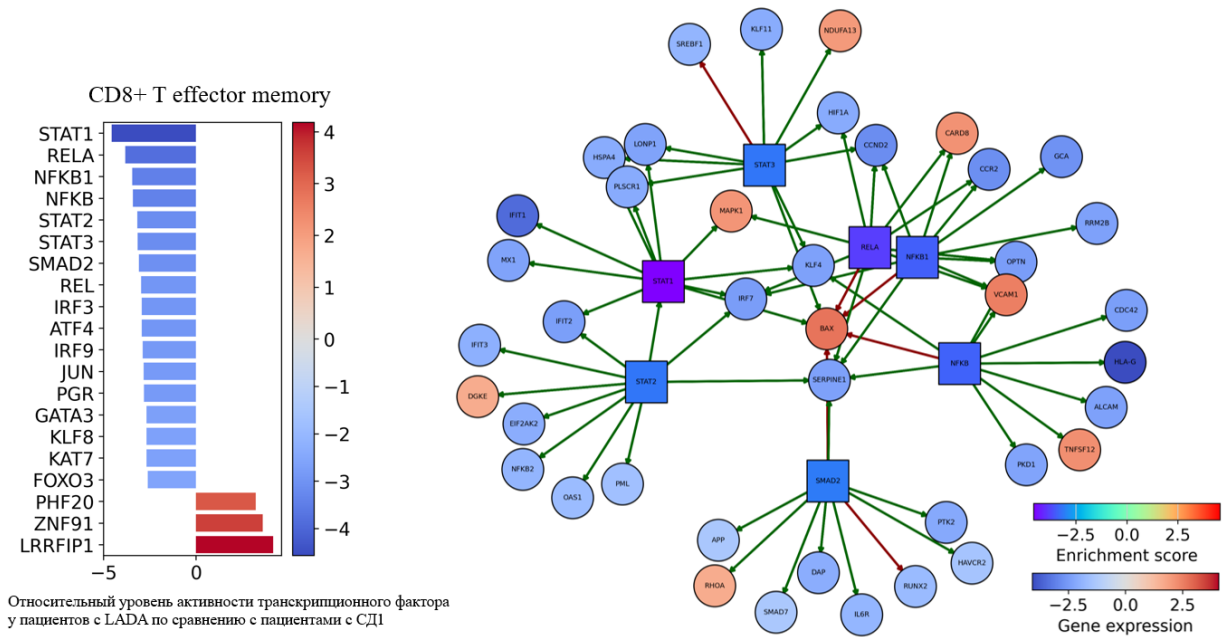 CD8+ T effector memory
STAT1
RELA
NFKB1
NFKB
STAT2
STAT3
SMAD2
REL
IRF3
ATF4
IRF9
JUN
PGR
GATA3
KLF8
KAT7
FOXO3
PHF20
ZNF91
LRRFIP1
−5 0
4
3
2
1
0
−1
−2
−3
−4
Относительный уровень активности транскрипционного фактора
у пациентов с LADA по сравнению с пациентами с СД1
SREBF1
KLF11
NDUFA13
HIF1A
LONP1
HSPA4
PLSCR1
STAT3
CCND2
CARD8
CCR2
GCA
IFIT1
MAPK1
RRM2B
MX1
RELA
NFKB1
OPTN
KLF4
STAT1
IRF7
VCAM1
IFIT2
BAX
CDC42
IFIT3
HLA-G
NFKB
STAT2
SERPINE1
DGKE
ALCAM
EIF2AK2
TNFSF12
NFKB2
PKD1
OAS1
PML
SMAD2
PTK2
APP
HAVCR2
RHOA
DAP
RUNX2
SMAD7
IL6R
−2.5 0.0 2.5
Enrichment score
−2.5 0.0 2.5
Gene expression